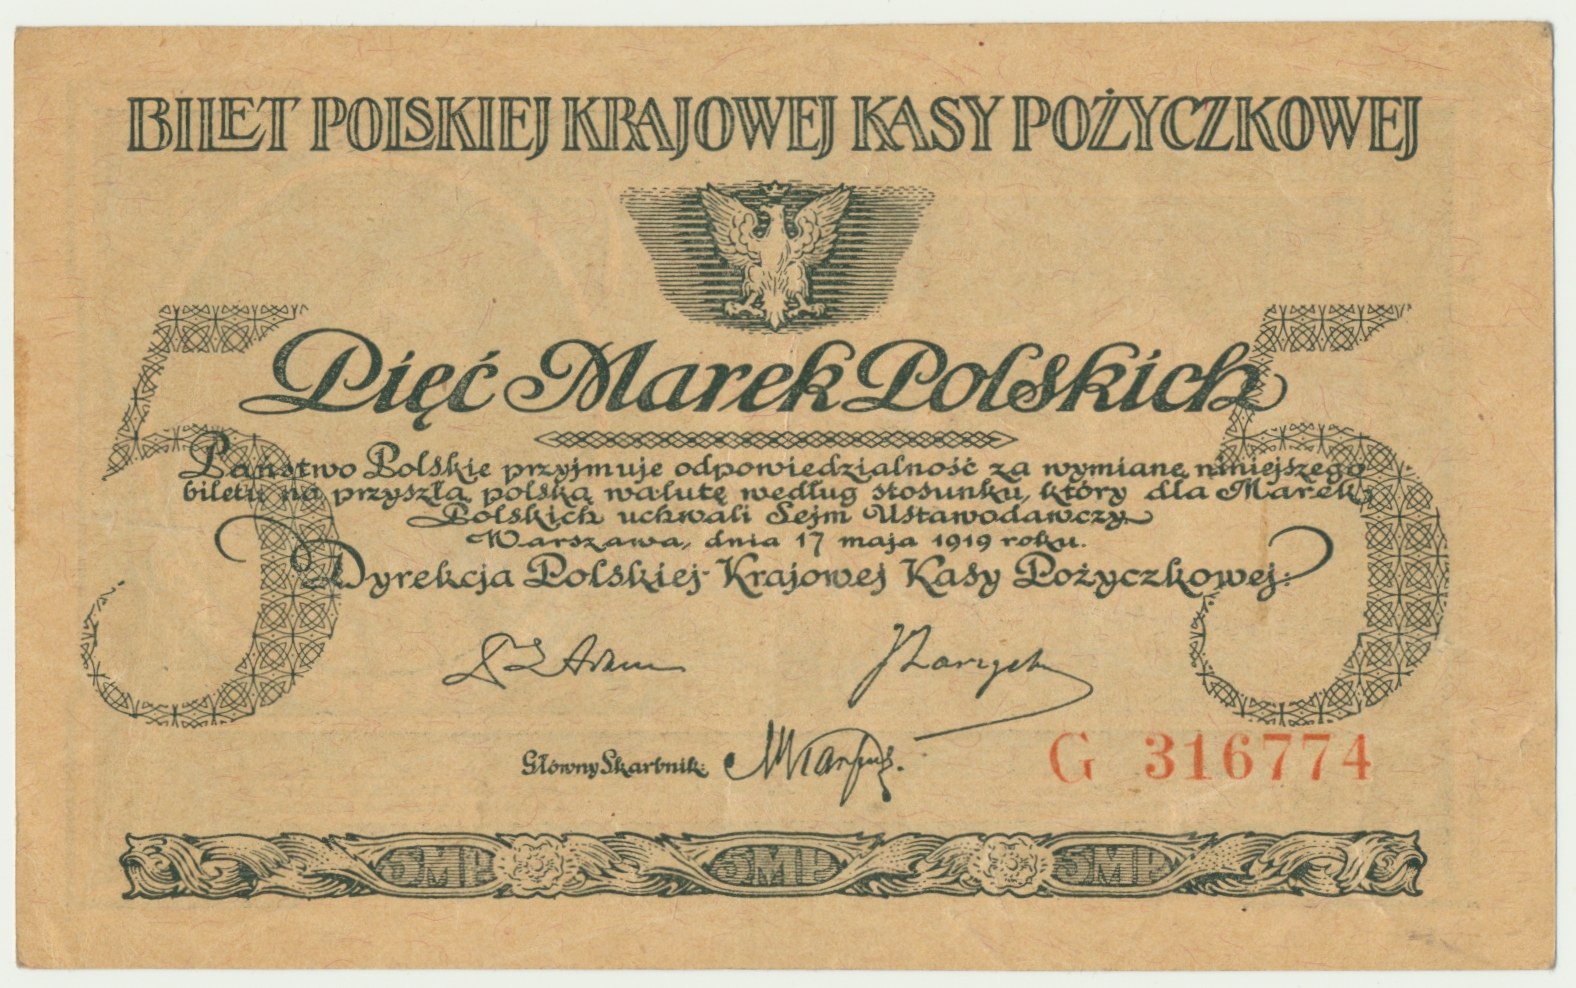 BILET POLSKIEJ KRAJOWEJ KASY POŻYCZKOWEJ
5 Pięć Marek Polskich 5
Państwo Polskie przyjmuje odpowiedzialność za wymianę niniejszego
biletu na przyszłą polską walutę według stosunku, który dla Marek
Polskich uchwali Sejm Ustawodawczy
Warszawa, dnia 17 maja 1919 roku.
Dyrekcja Polskiej Krajowej Kasy Pożyczkowej:
Główny Skarbnik:
G 316774
5MP 5MP 5MP